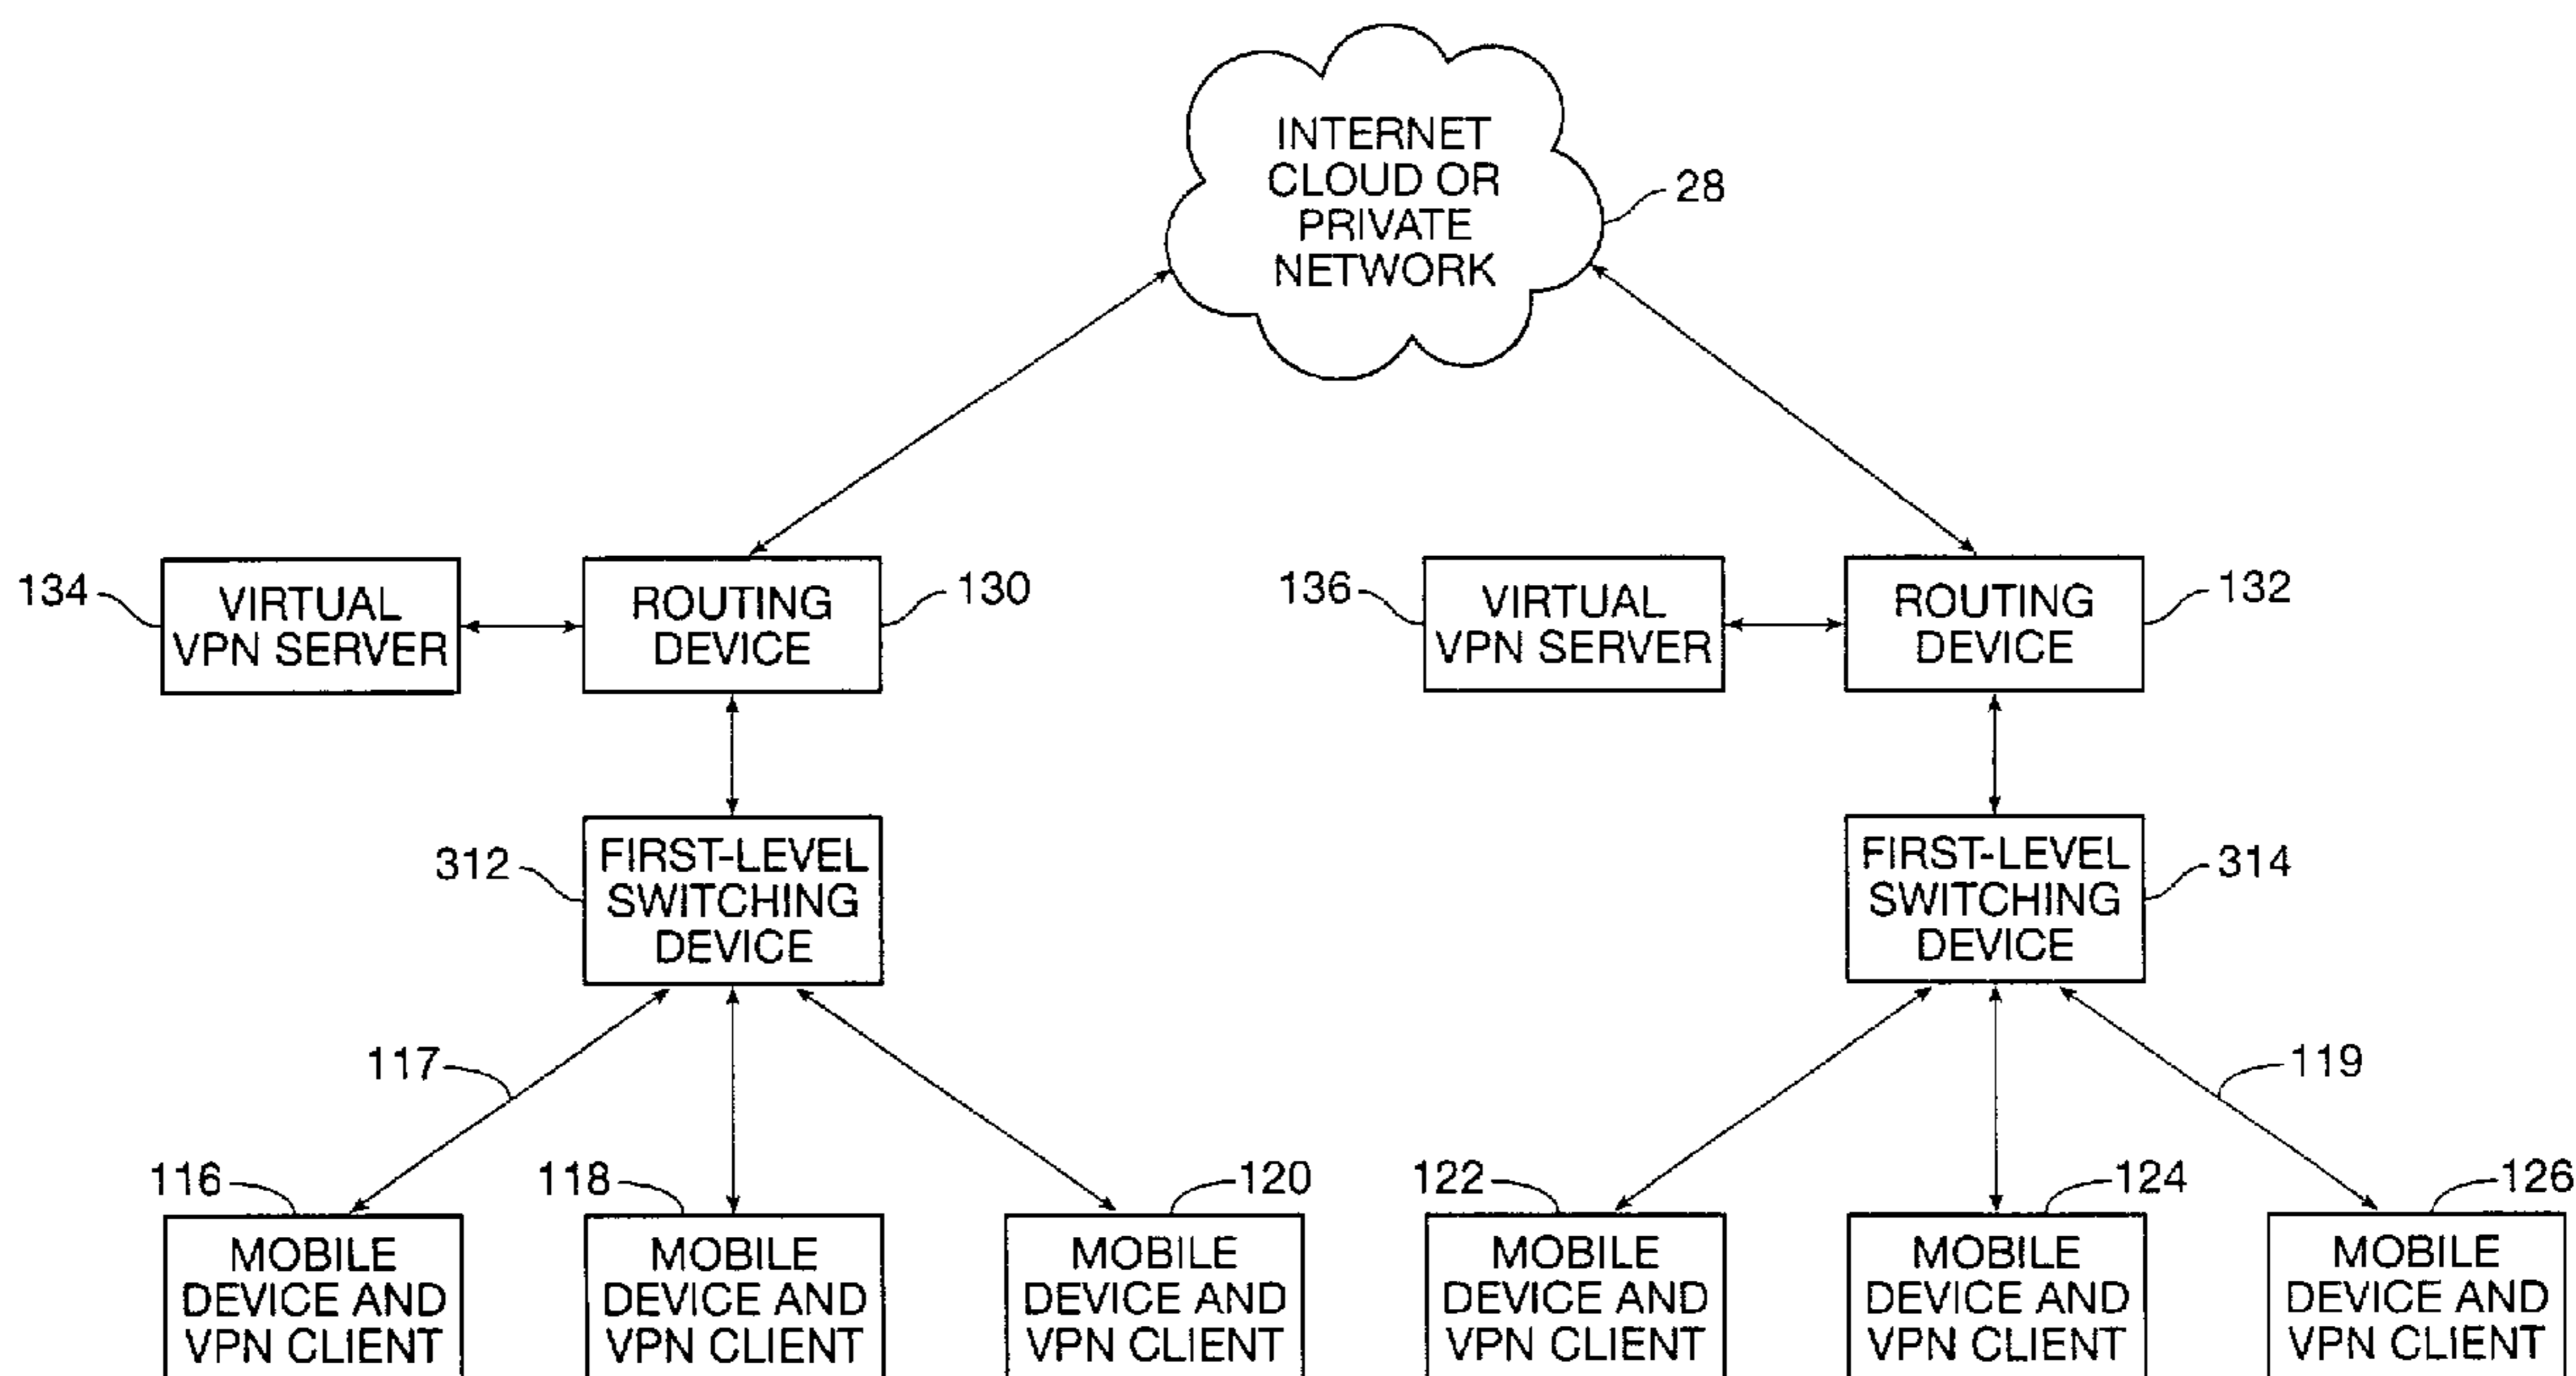 INTERNET
CLOUD OR
PRIVATE
NETWORK
28
134
VIRTUAL
VPN SERVER
ROUTING
DEVICE
130
136
VIRTUAL
VPN SERVER
ROUTING
DEVICE
132
312
FIRST-LEVEL
SWITCHING
DEVICE
FIRST-LEVEL
SWITCHING
DEVICE
314
117
119
116
118
120
122
124
126
MOBILE
DEVICE AND
VPN CLIENT
MOBILE
DEVICE AND
VPN CLIENT
MOBILE
DEVICE AND
VPN CLIENT
MOBILE
DEVICE AND
VPN CLIENT
MOBILE
DEVICE AND
VPN CLIENT
MOBILE
DEVICE AND
VPN CLIENT